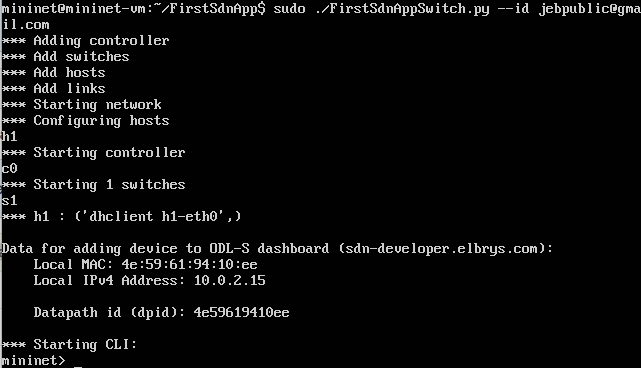 mininet@mininet-vm:~/FirstSdnApp$ sudo ./FirstSdnAppSwitch.py --id jebpublic@gma
il.com
*** Adding controller
*** Add switches
*** Add hosts
*** Add links
*** Starting network
*** Configuring hosts
h1
*** Starting controller
c0
*** Starting 1 switches
s1
*** h1 : ('dhclient h1-eth0',)
Data for adding device to ODL-S dashboard (sdn-developer.elbrys.com):
    Local MAC: 4e:59:61:94:10:ee
    Local IPv4 Address: 10.0.2.15
    Datapath id (dpid): 4e59619410ee
*** Starting CLI:
mininet> _